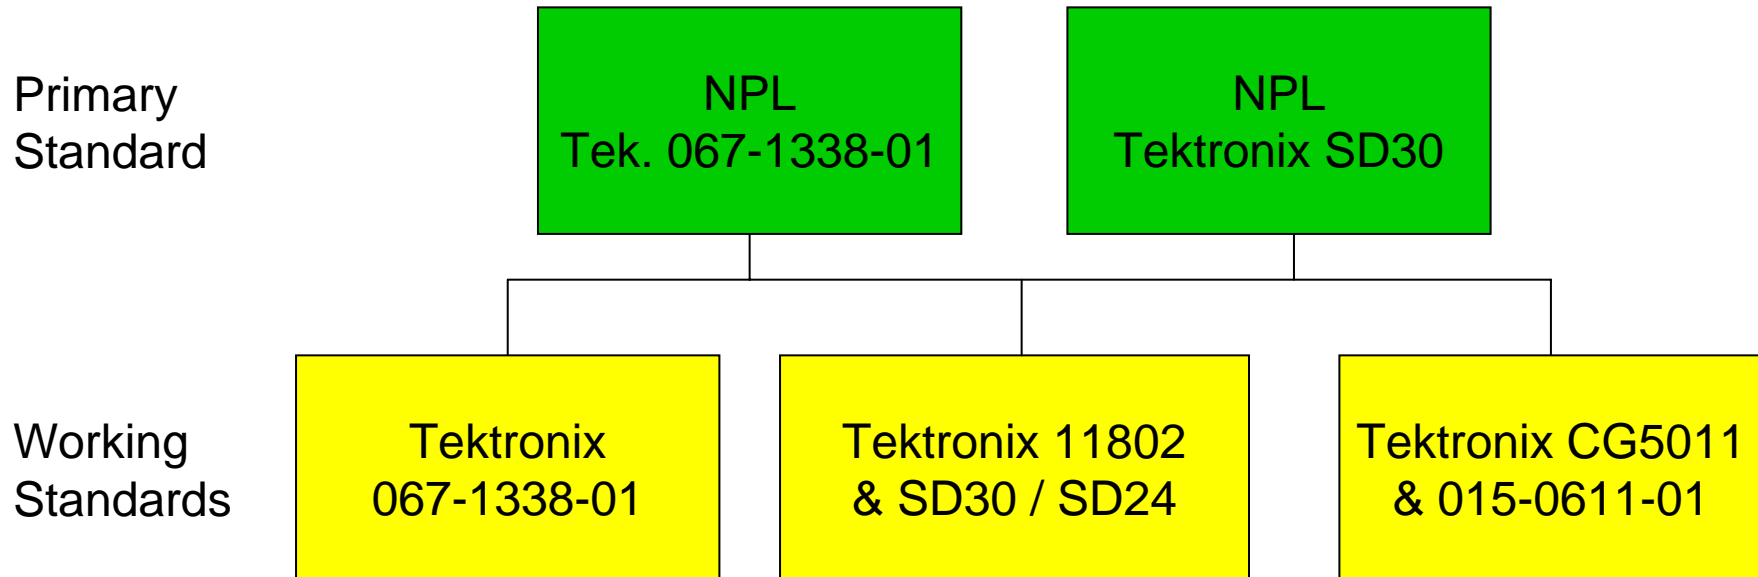 Primary
Standard
NPL
Tek. 067-1338-01
NPL
Tektronix SD30
Working
Standards
Tektronix
067-1338-01
Tektronix 11802
& SD30 / SD24
Tektronix CG5011
& 015-0611-01